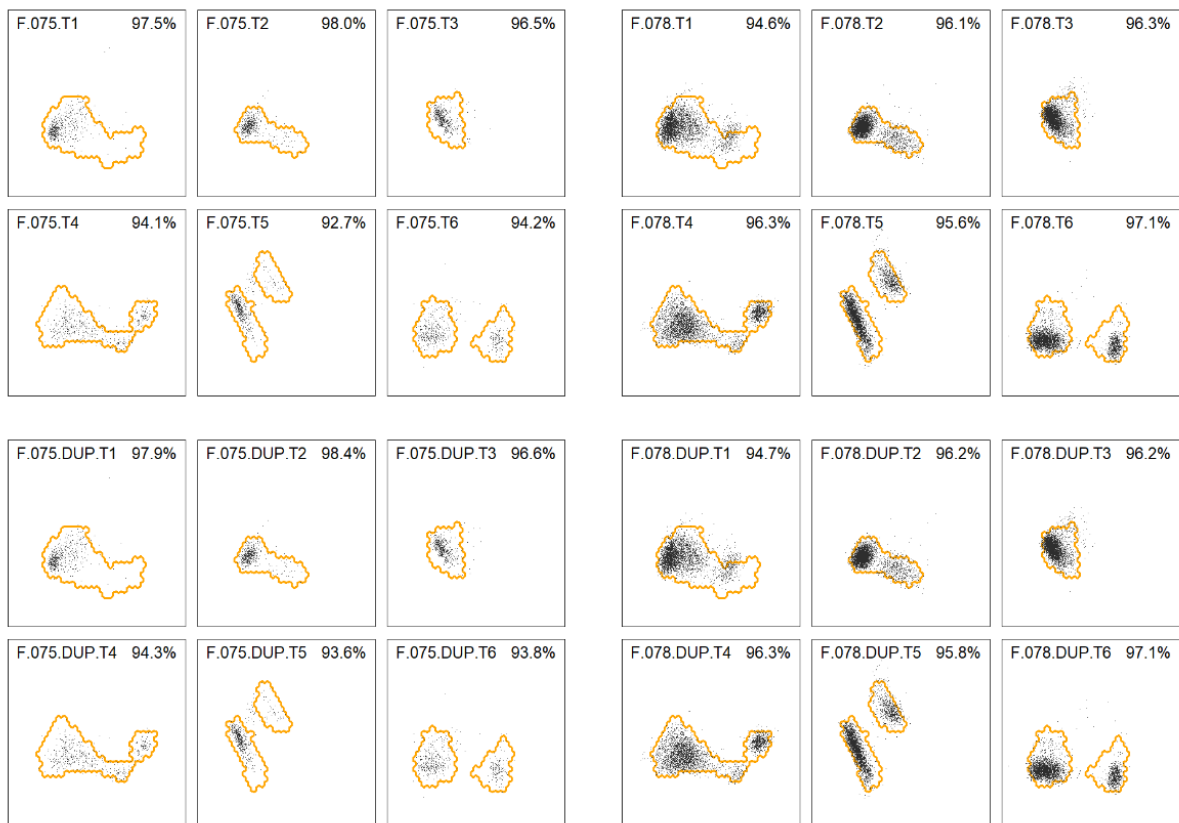 F.075.T1 97.5%
F.075.T2 98.0%
F.075.T3 96.5%
F.075.T4 94.1%
F.075.T5 92.7%
F.075.T6 94.2%
F.078.T1 94.6%
F.078.T2 96.1%
F.078.T3 96.3%
F.078.T4 96.3%
F.078.T5 95.6%
F.078.T6 97.1%
F.075.DUP.T1 97.9%
F.075.DUP.T2 98.4%
F.075.DUP.T3 96.6%
F.075.DUP.T4 94.3%
F.075.DUP.T5 93.6%
F.075.DUP.T6 93.8%
F.078.DUP.T1 94.7%
F.078.DUP.T2 96.2%
F.078.DUP.T3 96.2%
F.078.DUP.T4 96.3%
F.078.DUP.T5 95.8%
F.078.DUP.T6 97.1%